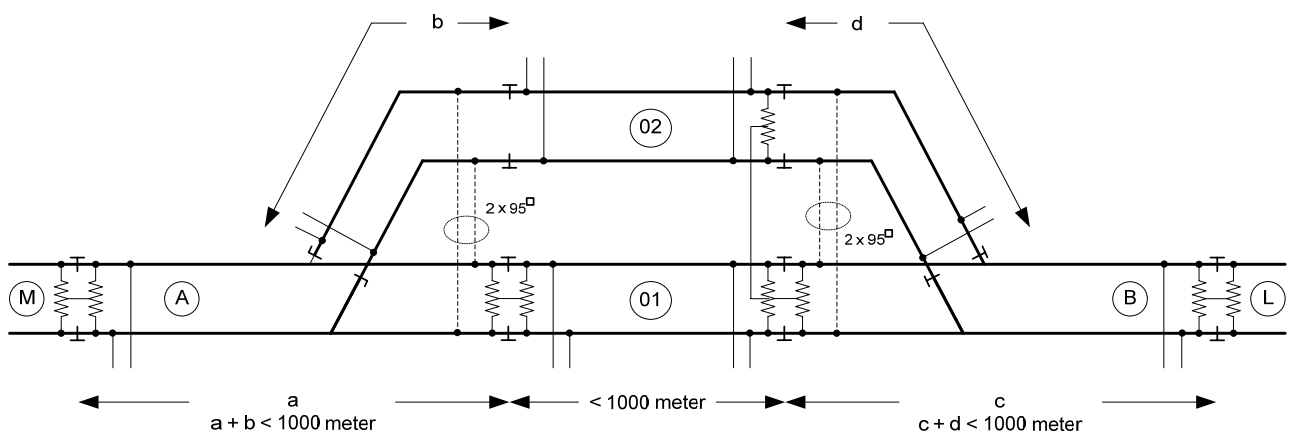 b
d
02
2 x 95
2 x 95
M
A
01
B
L
a
a + b < 1000 meter
< 1000 meter
c
c + d < 1000 meter